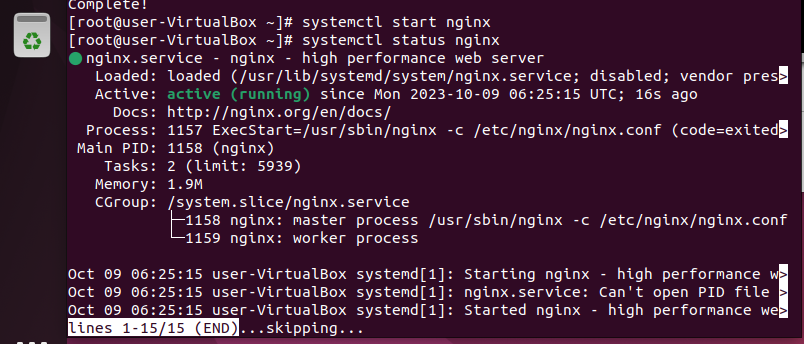 Complete!
[root@user-VirtualBox ~]# systemctl start nginx
[root@user-VirtualBox ~]# systemctl status nginx
● nginx.service - nginx - high performance web server
   Loaded: loaded (/usr/lib/systemd/system/nginx.service; disabled; vendor pres>
   Active: active (running) since Mon 2023-10-09 06:25:15 UTC; 16s ago
     Docs: http://nginx.org/en/docs/
  Process: 1157 ExecStart=/usr/sbin/nginx -c /etc/nginx/nginx.conf (code=exited>
 Main PID: 1158 (nginx)
    Tasks: 2 (limit: 5939)
   Memory: 1.9M
   CGroup: /system.slice/nginx.service
           ├─1158 nginx: master process /usr/sbin/nginx -c /etc/nginx/nginx.conf
           └─1159 nginx: worker process
Oct 09 06:25:15 user-VirtualBox systemd[1]: Starting nginx - high performance w>
Oct 09 06:25:15 user-VirtualBox systemd[1]: nginx.service: Can't open PID file >
Oct 09 06:25:15 user-VirtualBox systemd[1]: Started nginx - high performance we>
lines 1-15/15 (END)...skipping...